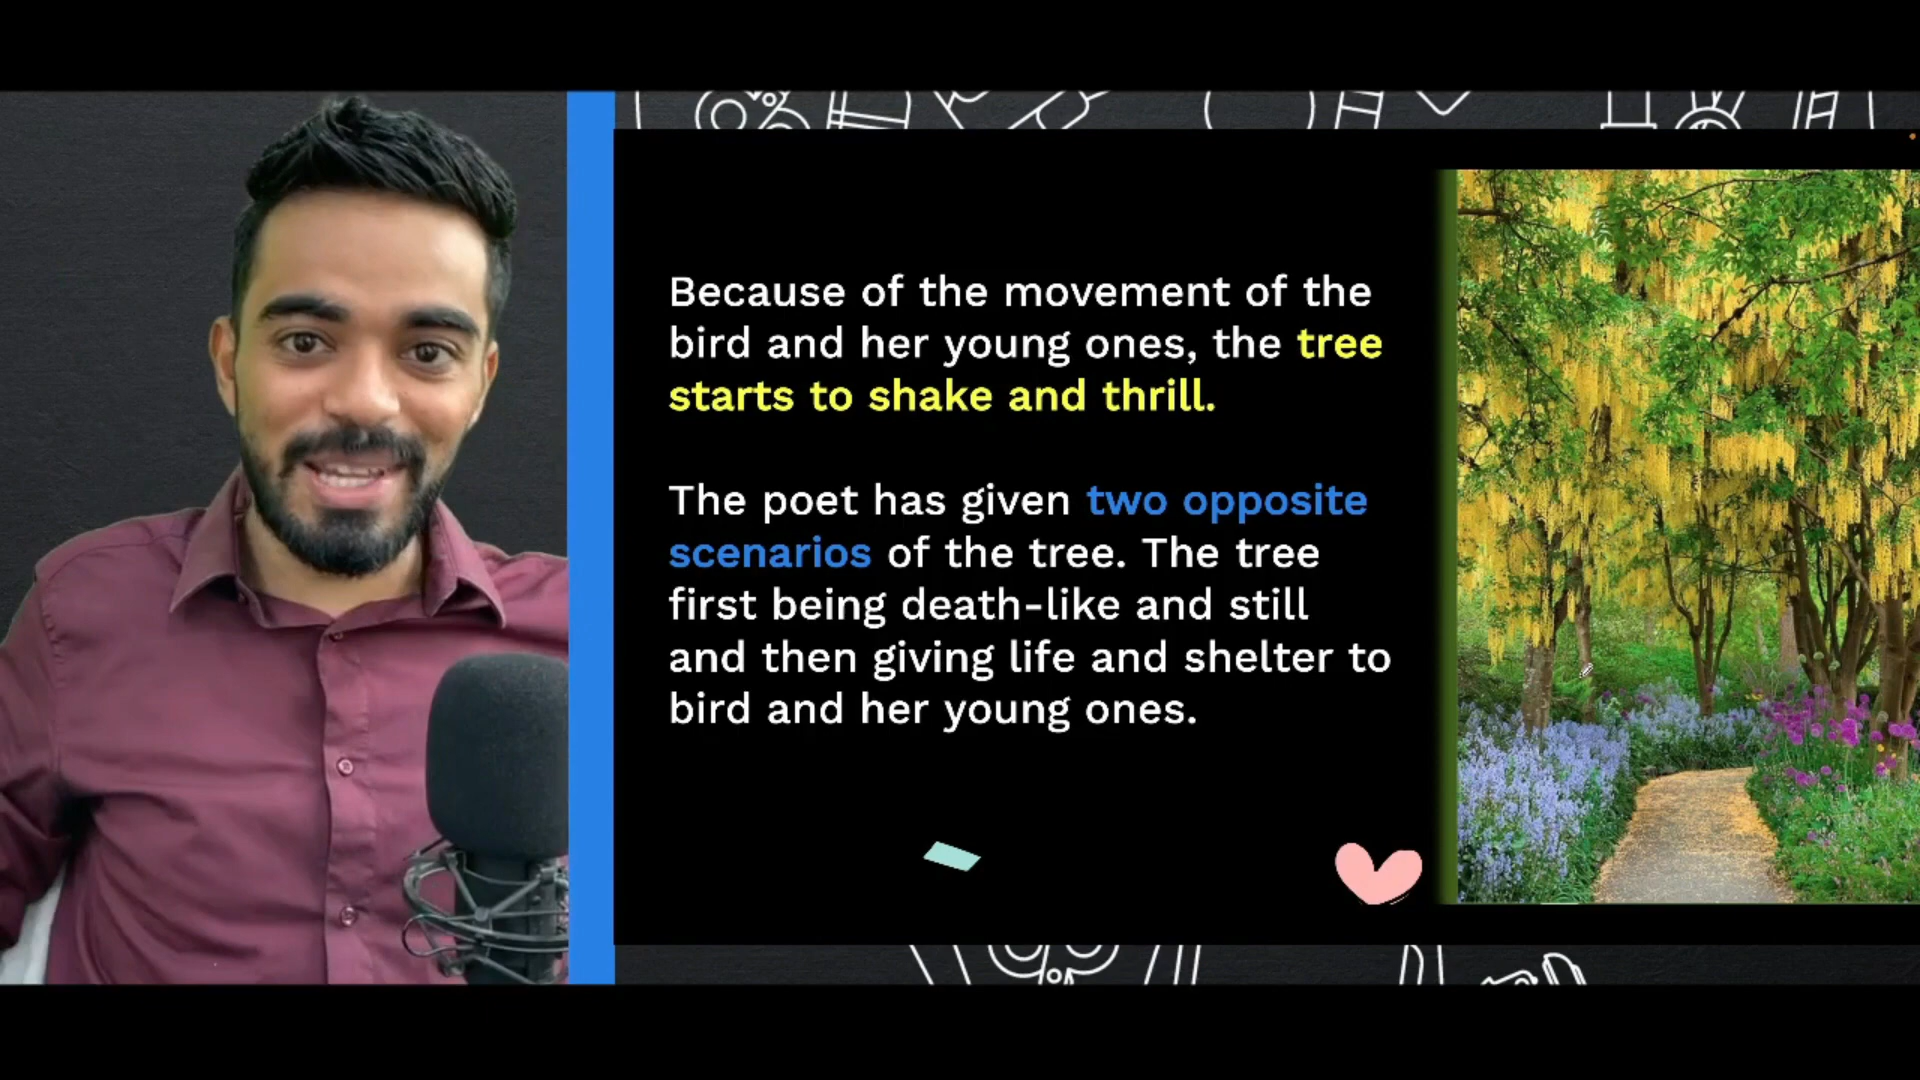 Because of the movement of the
bird and her young ones, the tree
starts to shake and thrill.
The poet has given two opposite
scenarios of the tree. The tree
first being death-like and still
and then giving life and shelter to
bird and her young ones.